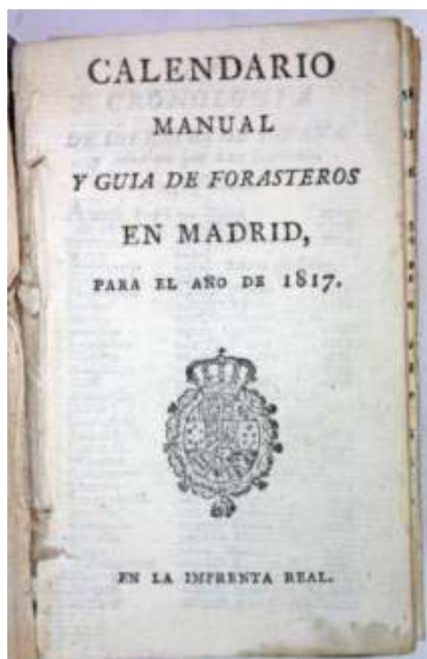 CALENDARIO
MANUAL
Y GUIA DE FORASTEROS
EN MADRID,
PARA EL AÑO DE 1817.
EN LA IMPRENTA REAL.